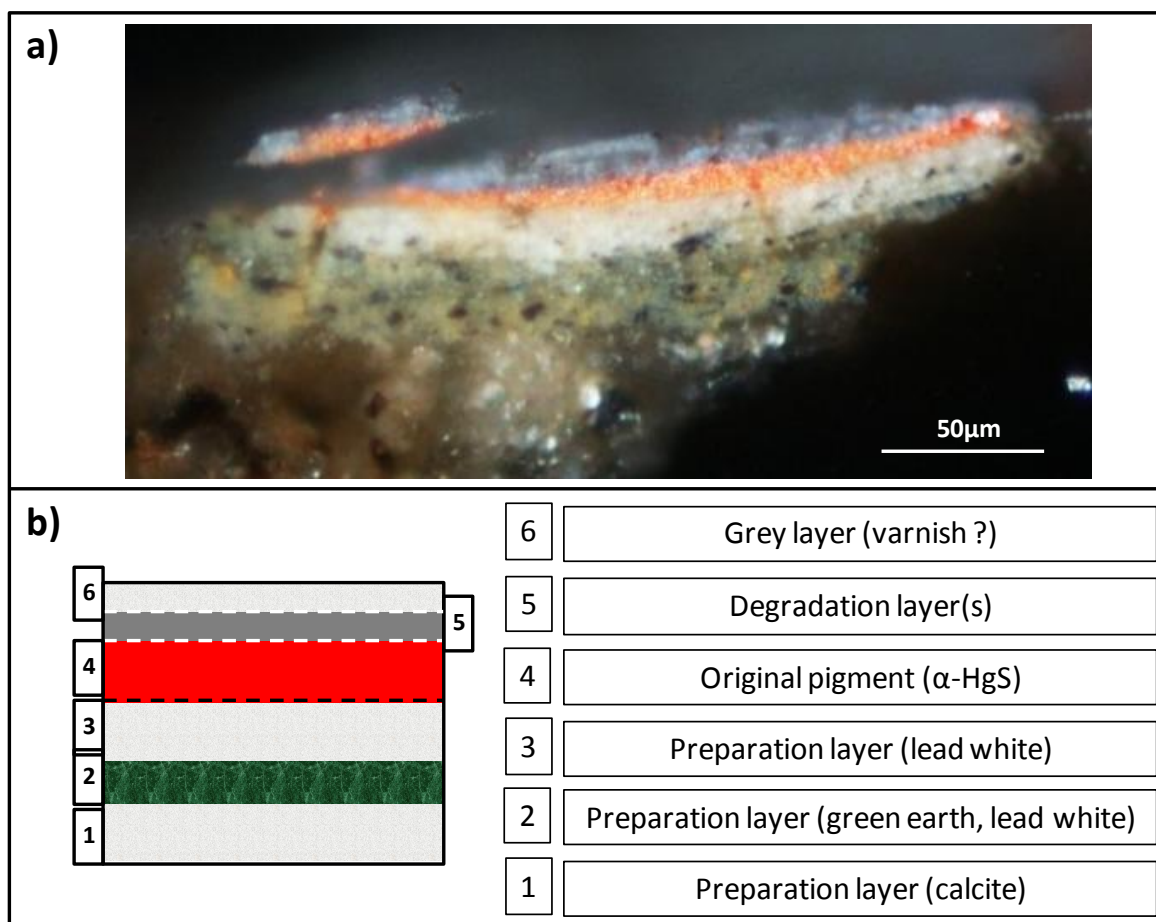 a)
50µm
b)
6 Grey layer (varnish ?)
5 Degradation layer(s)
4 Original pigment (α-HgS)
3 Preparation layer (lead white)
2 Preparation layer (green earth, lead white)
1 Preparation layer (calcite)
6
5
4
3
2
1